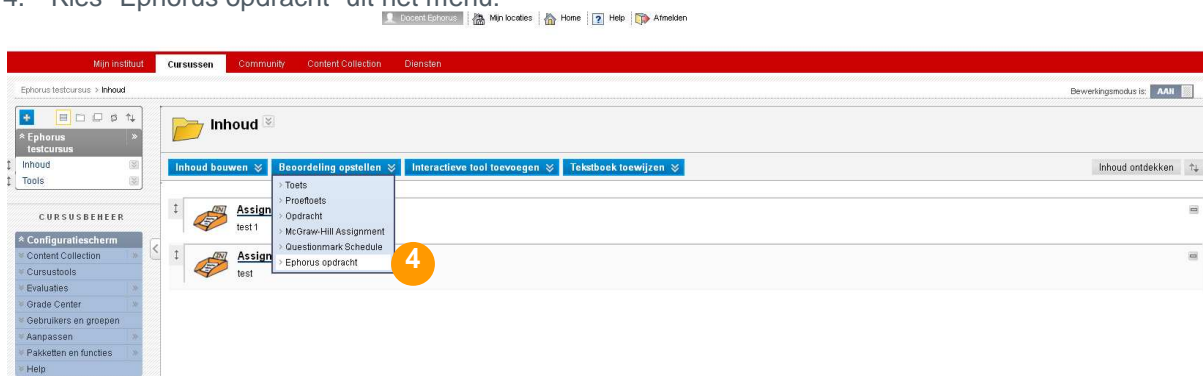 4. Kies "Ephorus opdracht" uit het menu.
Docent Ephorus Mijn locaties Home ? Help Afmelden
Mijn instituut Cursussen Community Content Collection Diensten
Ephorus testcursus > Inhoud
Bewerkingsmodus is: AAN
Ephorus testcursus
Inhoud
Tools
CURSUSBEHEER
Configuratiescherm
Content Collection
Cursustools
Evaluaties
Grade Center
Gebruikers en groepen
Aanpassen
Pakketten en functies
Help
Inhoud
Inhoud bouwen Beoordeling opstellen Interactieve tool toevoegen Tekstboek toewijzen Inhoud ontdekken
> Toets
> Proeftoets
> Opdracht
> McGraw-Hill Assignment
> Questionmark Schedule
> Ephorus opdracht
4
Assign
test 1
Assign
test